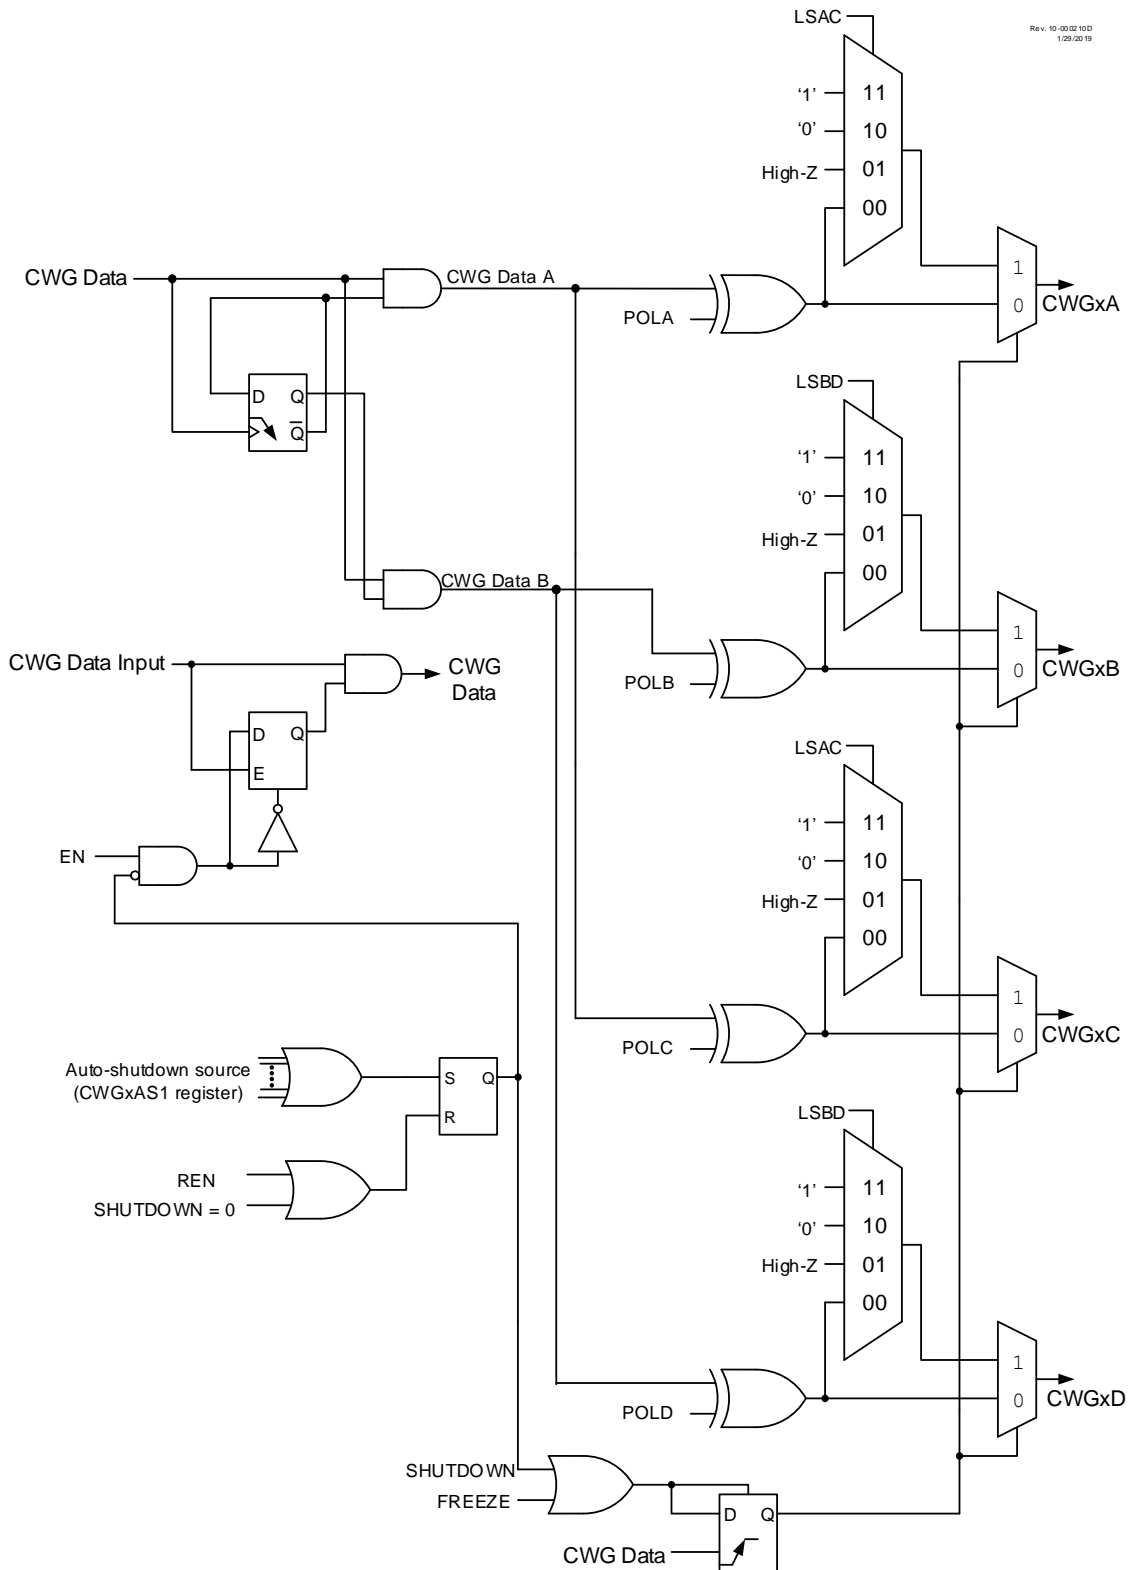 LSAC
Rev. 10-000210D
1/29/2019
‘1’ 11
‘0’ 10
High-Z 01
00
CWG Data
CWG Data A
POLA
1
0
CWGxA
D Q
Q
LSBD
‘1’ 11
‘0’ 10
High-Z 01
00
CWG Data B
POLB
1
0
CWGxB
CWG Data Input
CWG
Data
D Q
E
EN
LSAC
‘1’ 11
‘0’ 10
High-Z 01
00
POLC
1
0
CWGxC
Auto-shutdown source
(CWGxAS1 register)
S Q
R
REN
SHUTDOWN = 0
LSBD
‘1’ 11
‘0’ 10
High-Z 01
00
POLD
1
0
CWGxD
SHUTDOWN
FREEZE
D Q
CWG Data